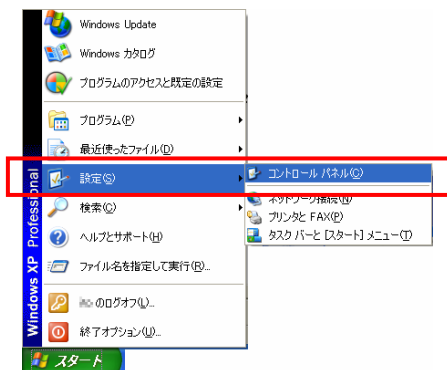 Windows Update
Windows カタログ
プログラムのアクセスと既定の設定
プログラム(P)
最近使ったファイル(D)
設定(S)
コントロール パネル(C)
ネットワーク接続(N)
検索(C)
プリンタと FAX(P)
ヘルプとサポート(H)
タスク バーと [スタート] メニュー(T)
ファイル名を指定して実行(R)...
のログオフ(L)...
終了オプション(U)...
Windows XP Professional
スタート